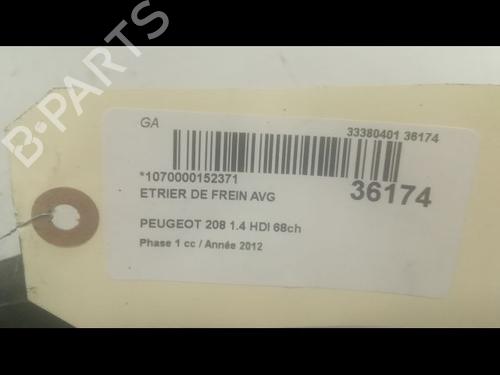 B-PARTS
GA
33380401 36174
*1070000152371
36174
ETRIER DE FREIN AVG
PEUGEOT 208 1.4 HDI 68ch
Phase 1 cc / Année 2012